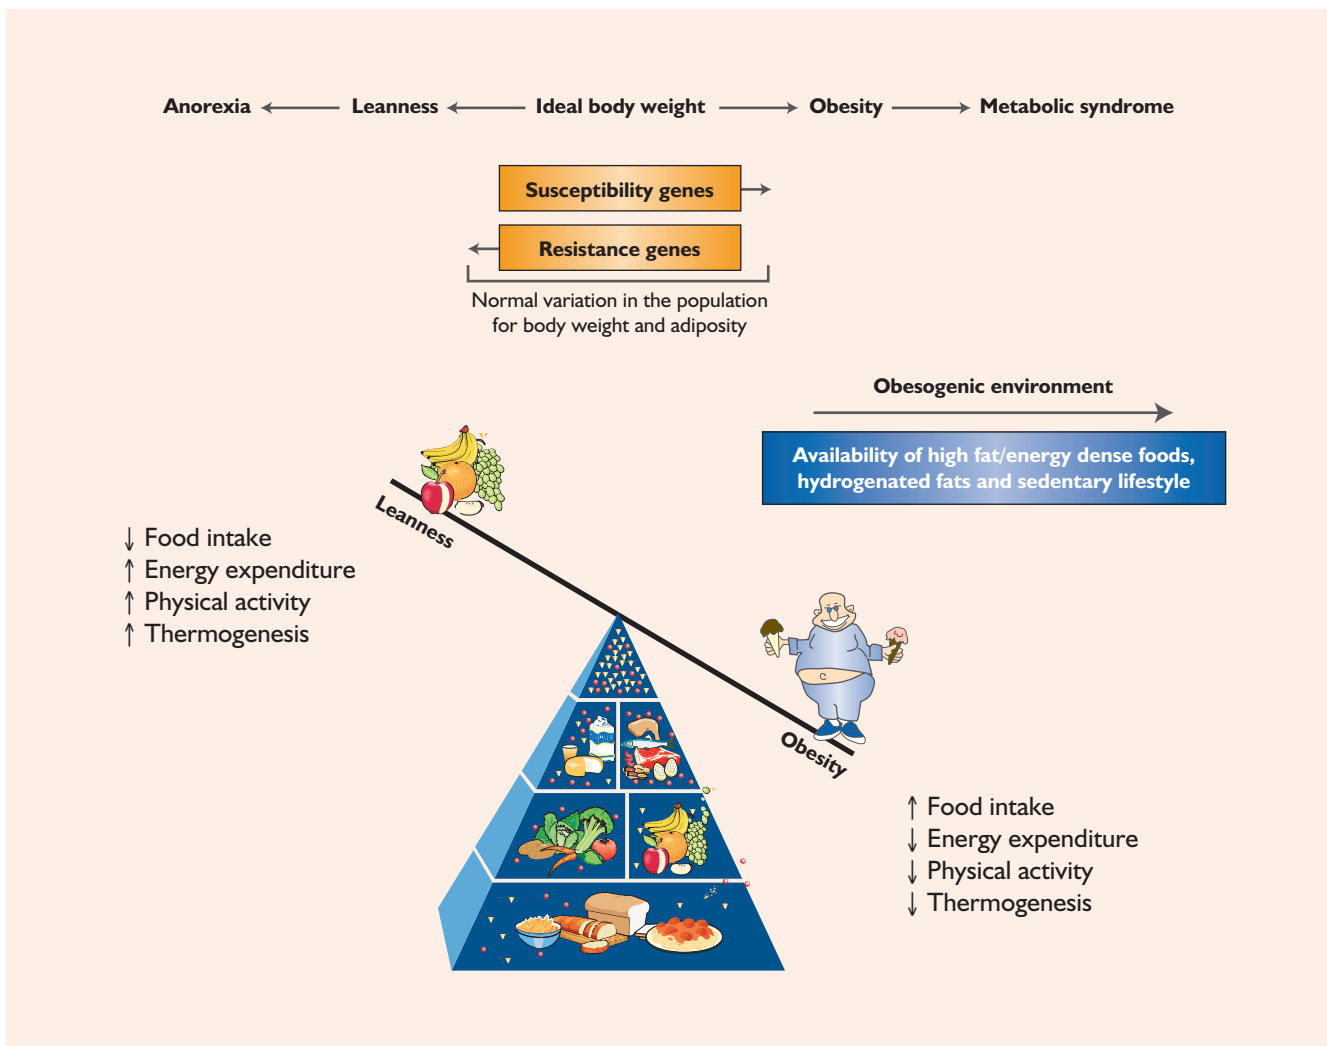 Anorexia ← Leanness ← Ideal body weight → Obesity → Metabolic syndrome
Susceptibility genes
Resistance genes
Normal variation in the population
for body weight and adiposity
Obesogenic environment
Availability of high fat/energy dense foods,
hydrogenated fats and sedentary lifestyle
Leanness
↓ Food intake
↑ Energy expenditure
↑ Physical activity
↑ Thermogenesis
Obesity
↑ Food intake
↓ Energy expenditure
↓ Physical activity
↓ Thermogenesis